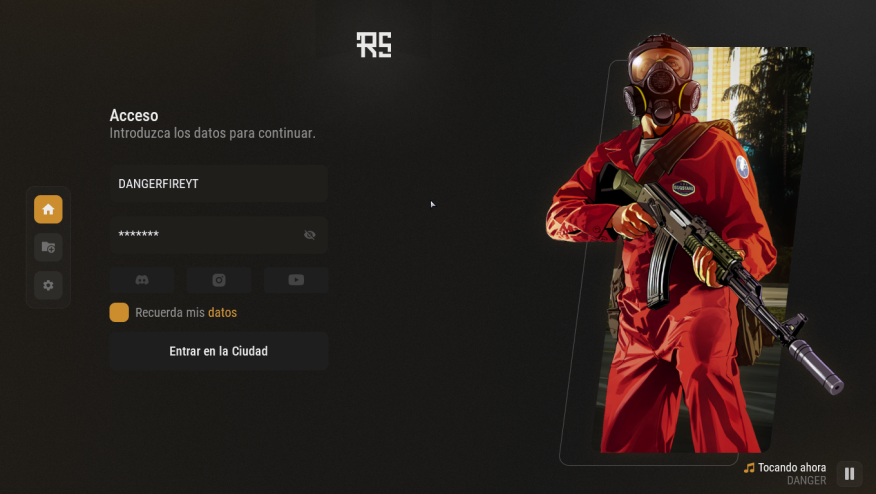 RS
Acceso
Introduzca los datos para continuar.
DANGERFIREYT
*******
Recuerda mis datos
Entrar en la Ciudad
Tocando ahora
DANGER